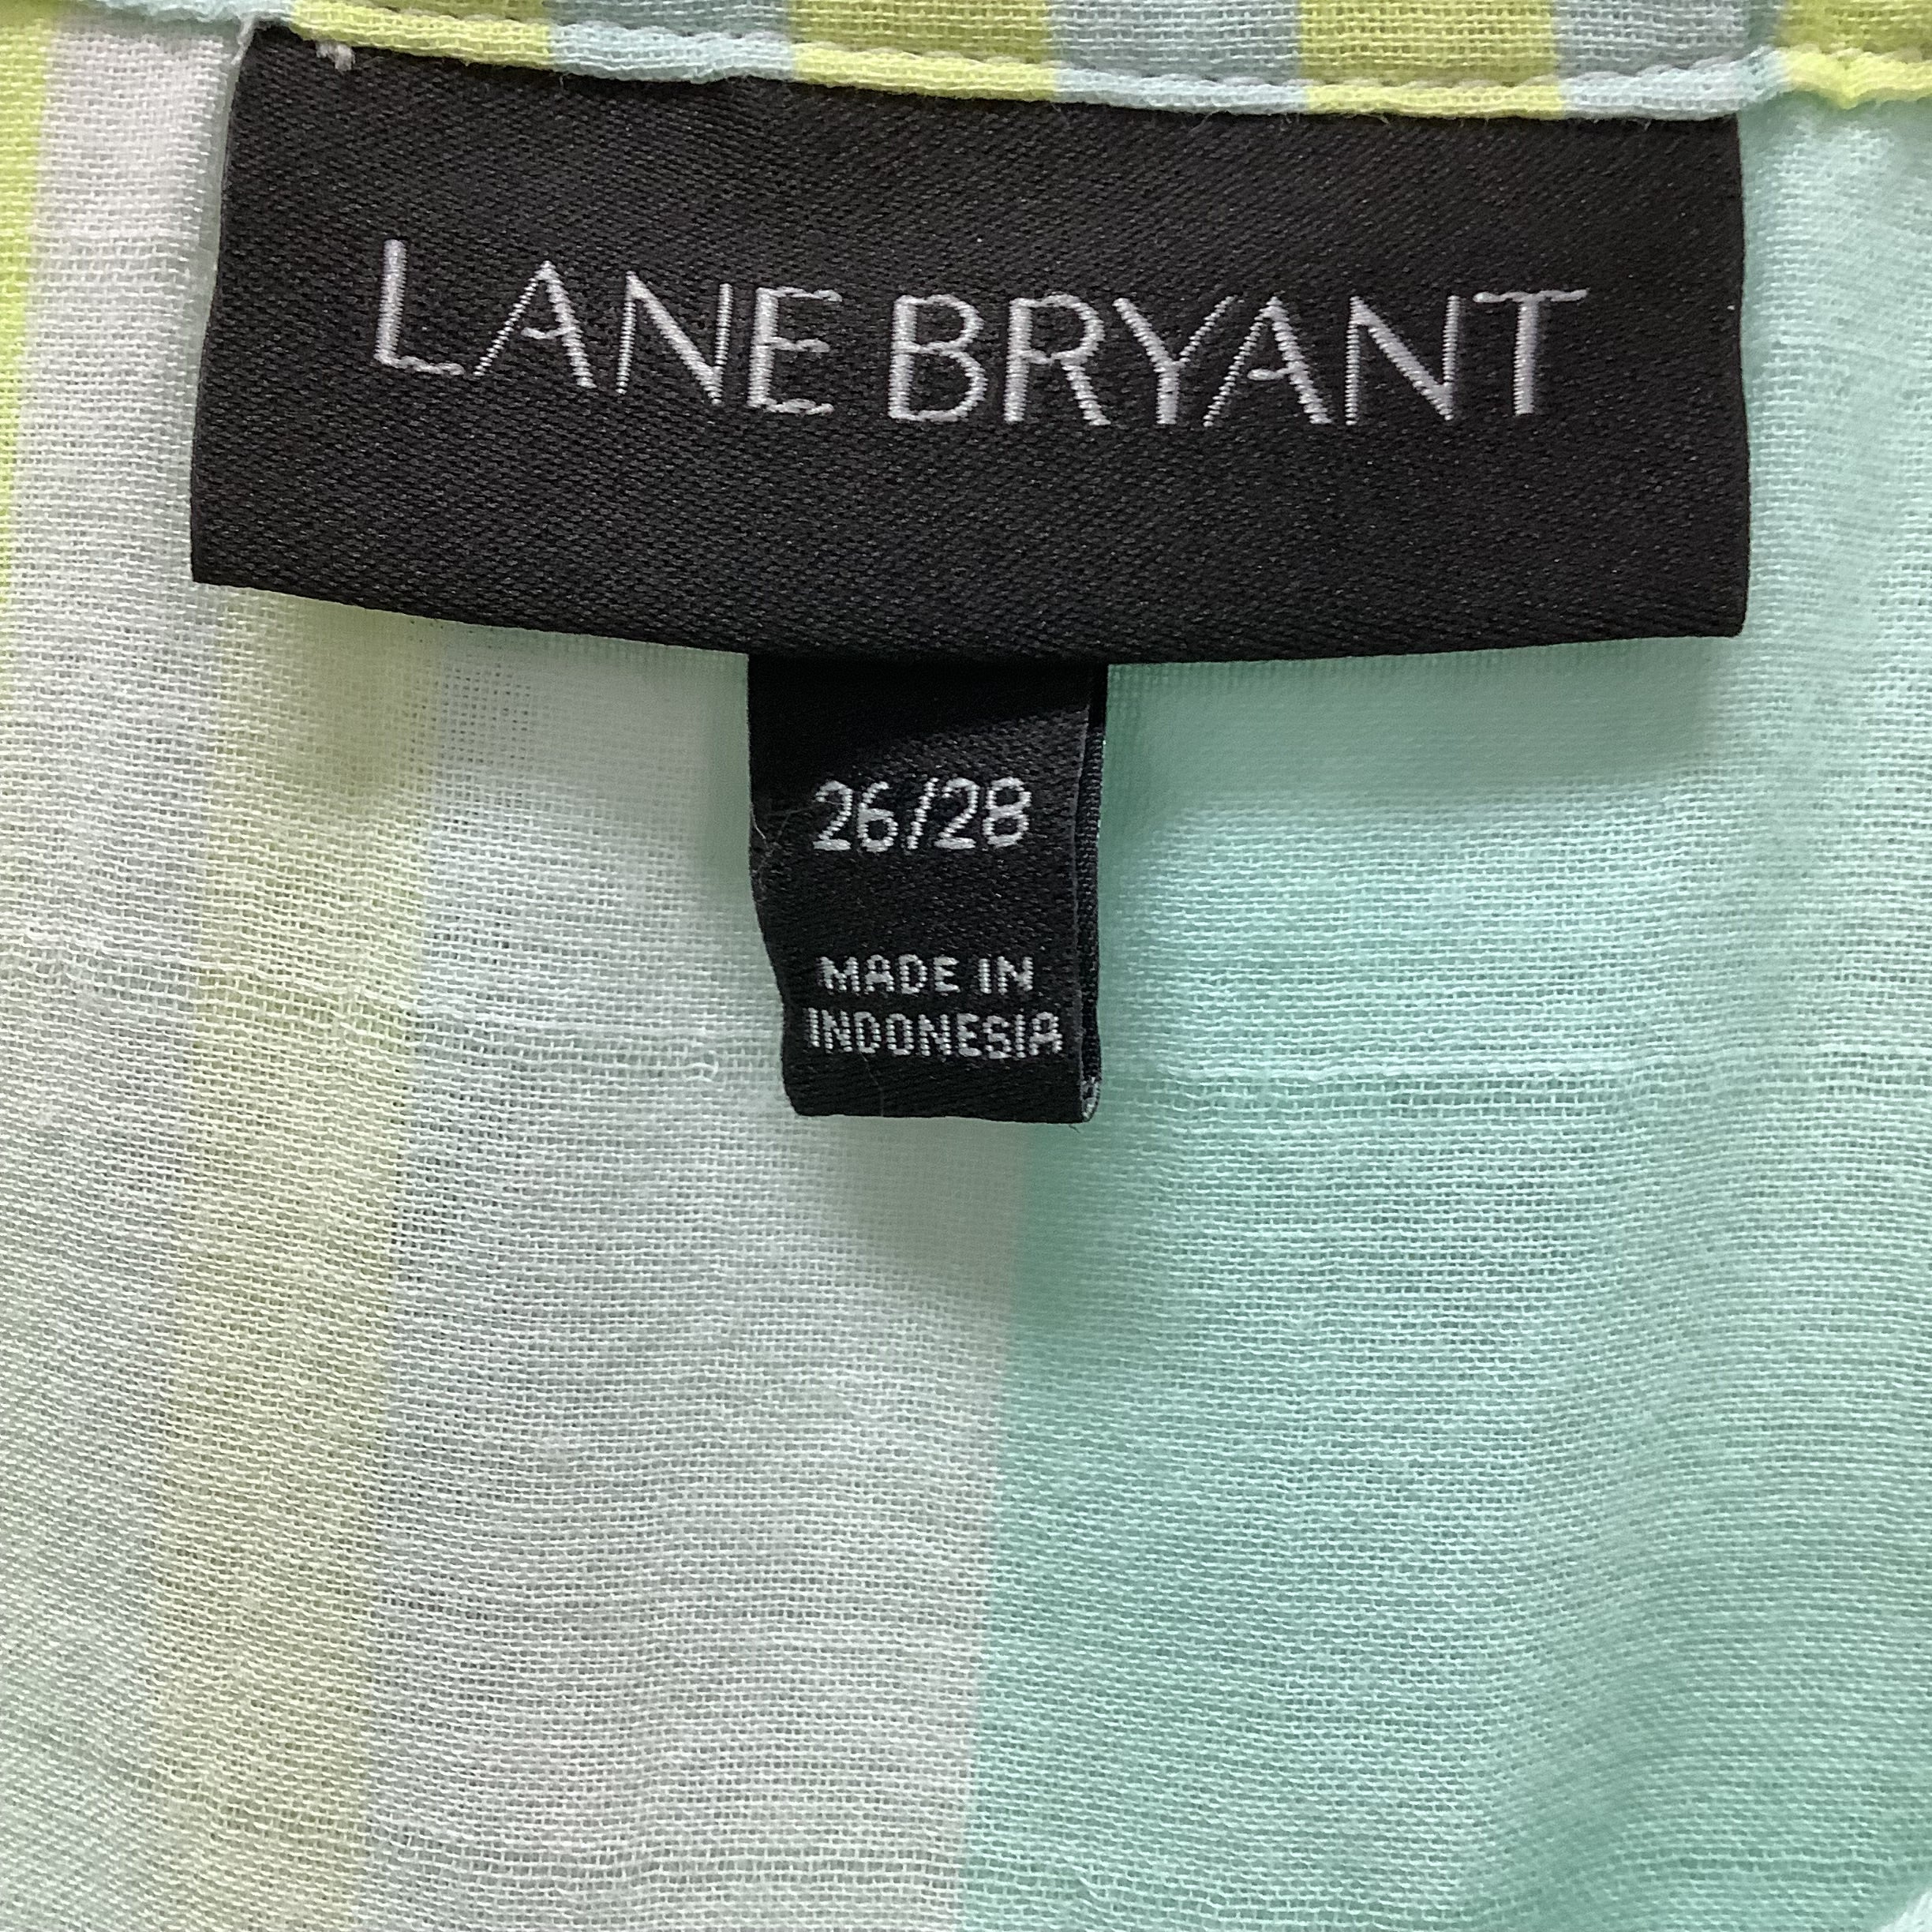 LANE BRYANT
26/28
MADE IN
INDONESIA